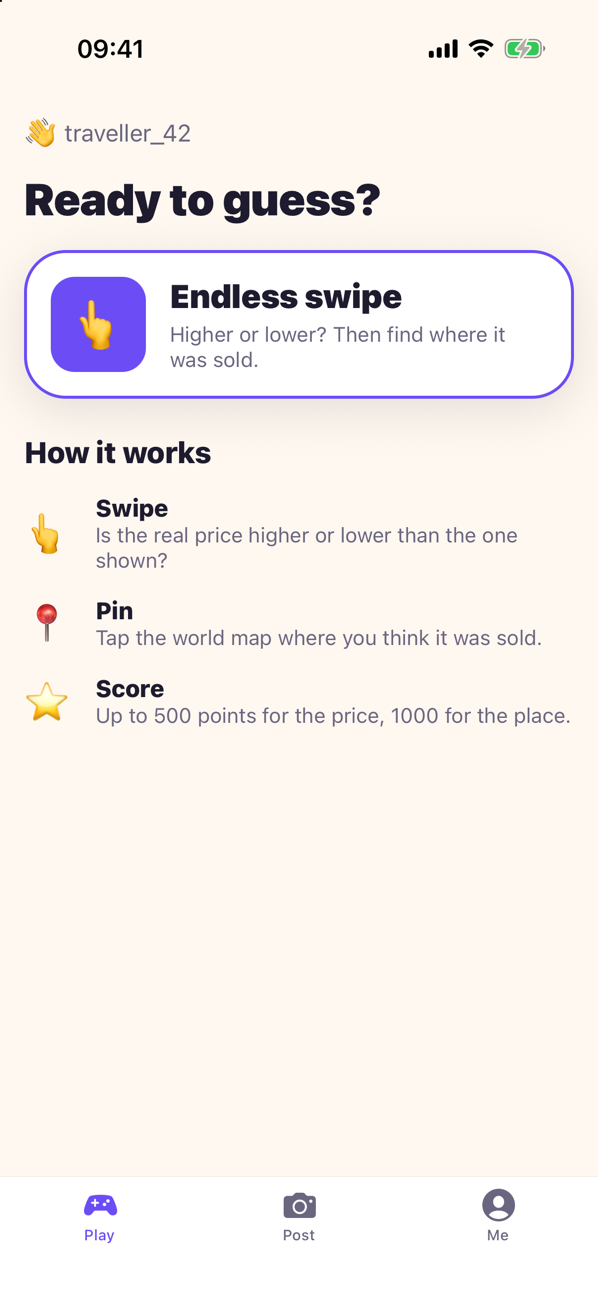 09:41
traveller_42
Ready to guess?
Endless swipe
Higher or lower? Then find where it
was sold.
How it works
Swipe
Is the real price higher or lower than the one
shown?
Pin
Tap the world map where you think it was sold.
Score
Up to 500 points for the price, 1000 for the place.
Play
Post
Me